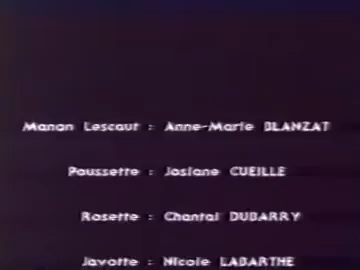 Manon Lescaut : Anne-Marie BLANZAT
Poussette : Josiane CUEILLE
Rosette : Chantal DUBARRY
Javotte : Nicole LABARTHE